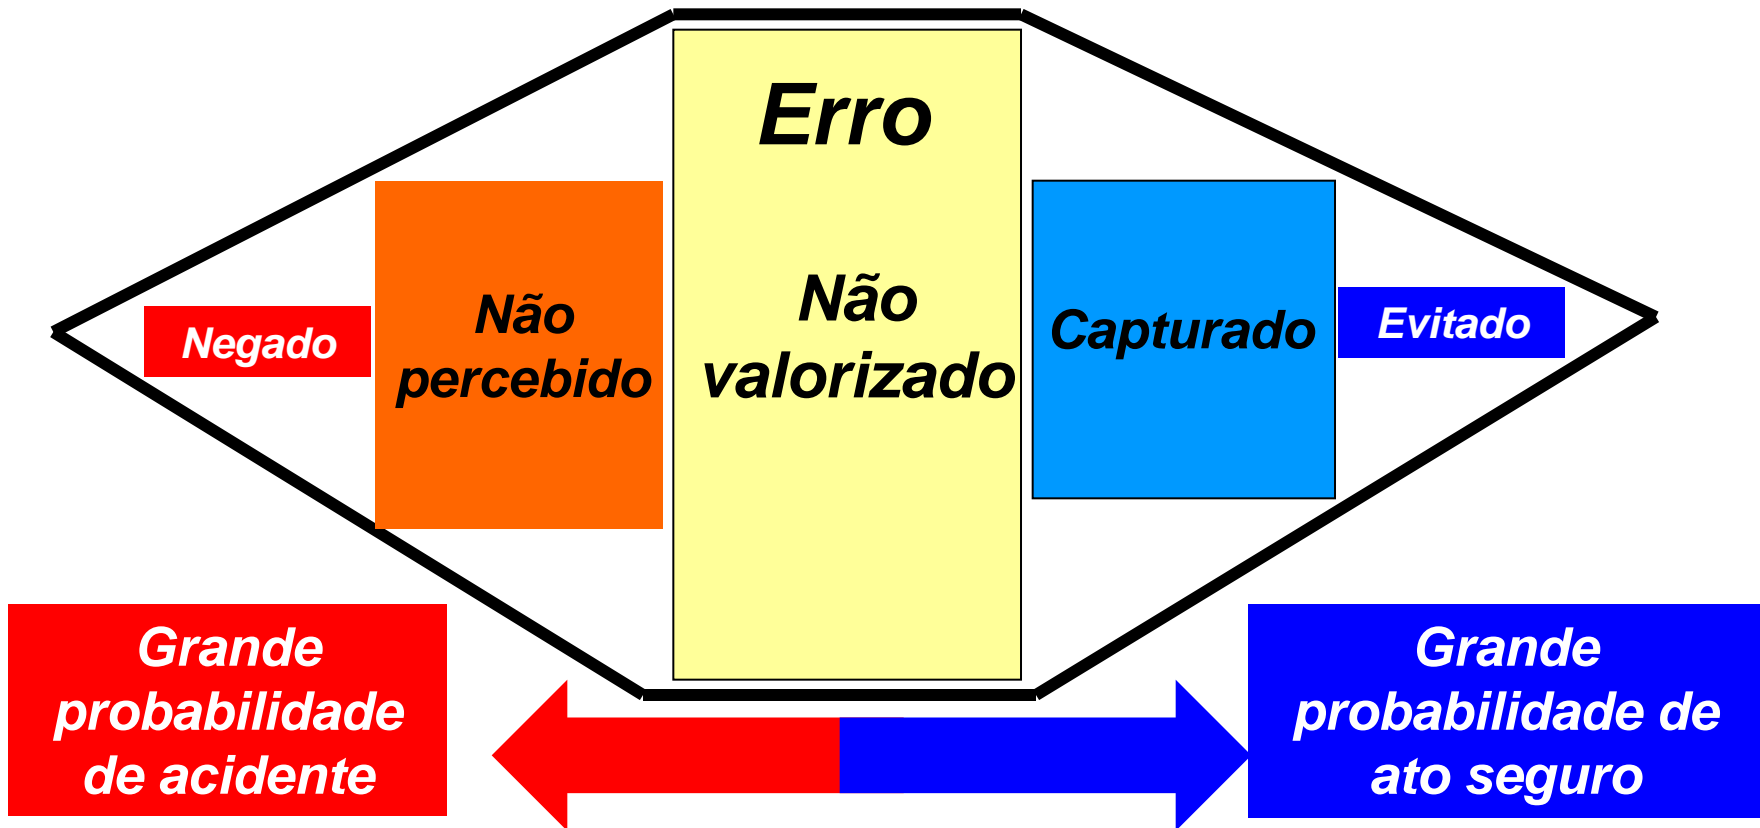 Erro
Negado
Não
percebido
Não
valorizado
Capturado
Evitado
Grande
probabilidade
de acidente
Grande
probabilidade de
ato seguro